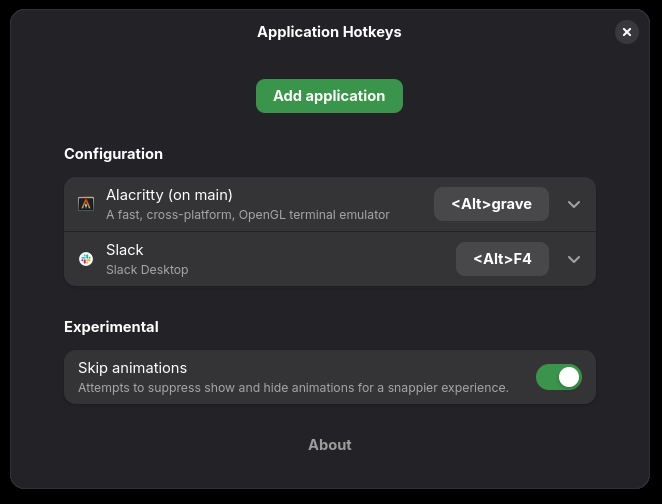 Application Hotkeys
Add application
Configuration
Alacritty (on main)
A fast, cross-platform, OpenGL terminal emulator
<Alt>grave
Slack
Slack Desktop
<Alt>F4
Experimental
Skip animations
Attempts to suppress show and hide animations for a snappier experience.
About